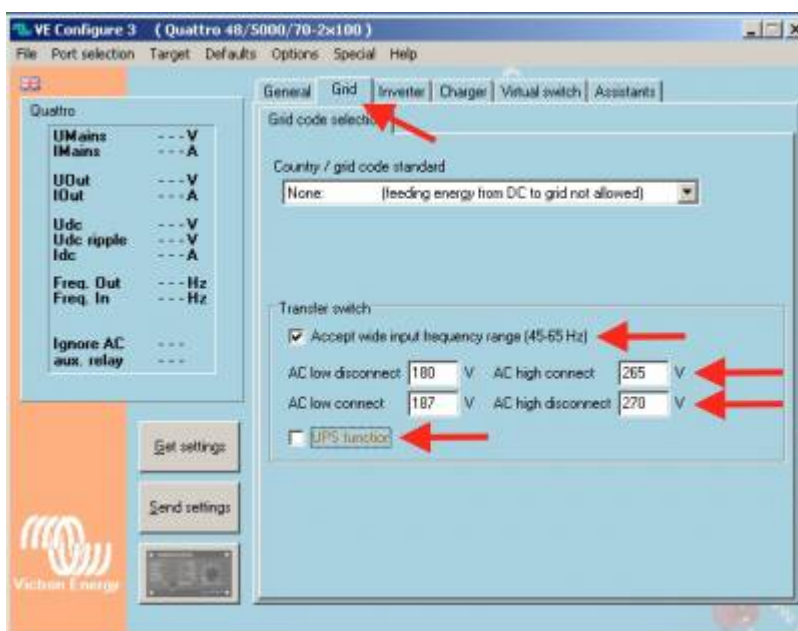 VE Configure 3 ( Quattro 48/5000/70-2x100 )
File Port selection Target Defaults Options Special Help
General Grid Inverter Charger Virtual switch Assistants
Quattro
UMains - - - V
IMains - - - A
UOut - - - V
IOut - - - A
Udc - - - V
Udc ripple - - - V
Idc - - - A
Freq. Out - - - Hz
Freq. In - - - Hz
Ignore AC - - -
aux. relay - - -
Get settings
Send settings
Victron Energy
Grid code selection
Country / grid code standard
None: (feeding energy from DC to grid not allowed)
Transfer switch
Accept wide input frequency range (45-65 Hz)
AC low disconnect 180 V AC high connect 265 V
AC low connect 187 V AC high disconnect 270 V
UPS function